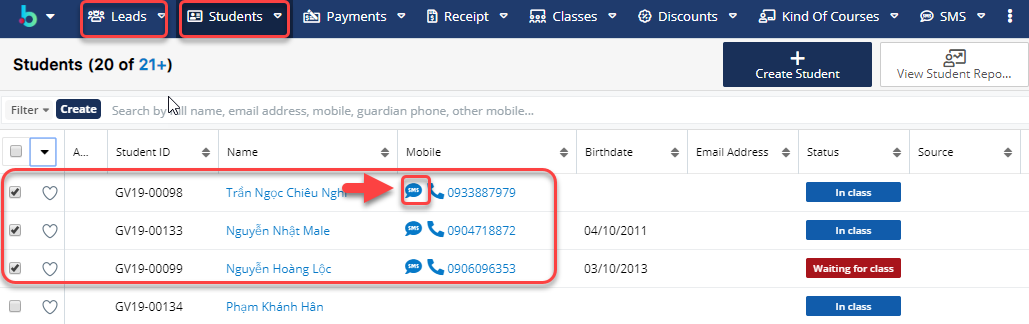 Leads Students Payments Receipt Classes Discounts Kind Of Courses SMS
Students (20 of 21+)
Create Student
View Student Repo...
Filter Create Search by full name, email address, mobile, guardian phone, other mobile...
A... Student ID Name Mobile Birthdate Email Address Status Source
GV19-00098 Trần Ngọc Chiêu Nghi SMS 0933887979 In class
GV19-00133 Nguyễn Nhật Male SMS 0904718872 04/10/2011 In class
GV19-00099 Nguyễn Hoàng Lộc SMS 0906096353 03/10/2013 Waiting for class
GV19-00134 Phạm Khánh Hân In class